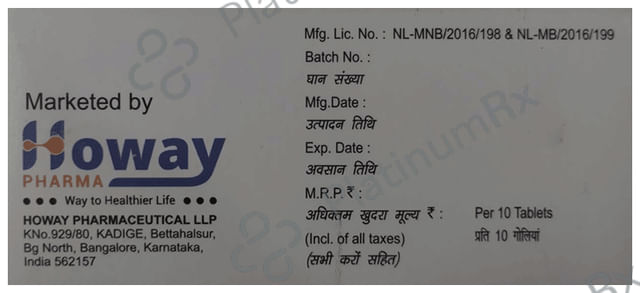 Marketed by
Howay
PHARMA
●●● Way to Healthier Life ●●●
HOWAY PHARMACEUTICAL LLP
KNo.929/80, KADIGE, Bettahalsur,
Bg North, Bangalore, Karnataka,
India 562157
Mfg. Lic. No. : NL-MNB/2016/198 & NL-MB/2016/199
Batch No. :
घान संख्या
Mfg.Date :
उत्पादन तिथि
Exp. Date :
अवसान तिथि
M.R.P. ₹ :
अधिक्तम खुदरा मूल्य ₹ : Per 10 Tablets
(Incl. of all taxes) प्रति 10 गोलियां
(सभी करों सहित)
PlatinumRx